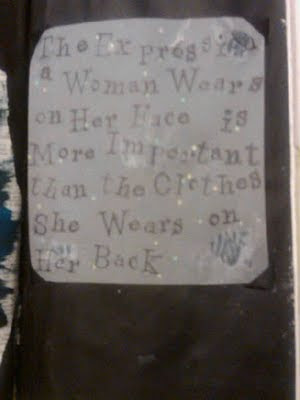 The Expression
a Woman Wears
on Her Face is
More Important
than the Clothes
She Wears on
Her Back